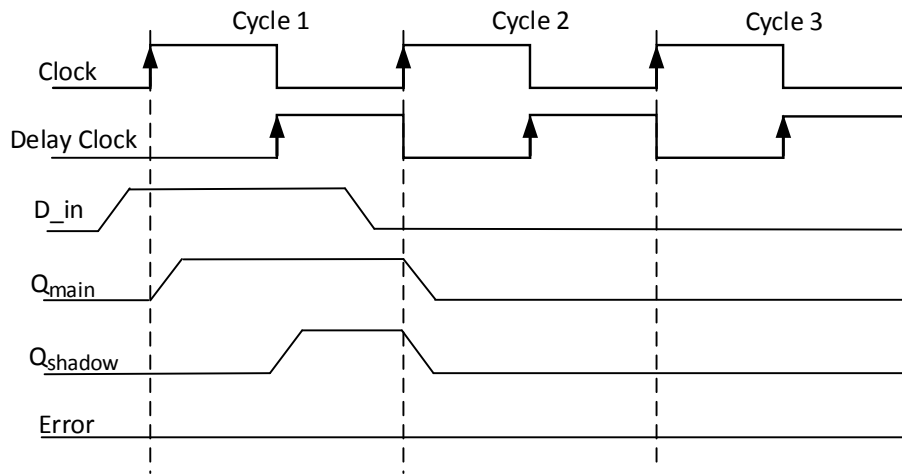 Cycle 1 Cycle 2 Cycle 3
Clock
Delay Clock
D_in
Qmain
Qshadow
Error